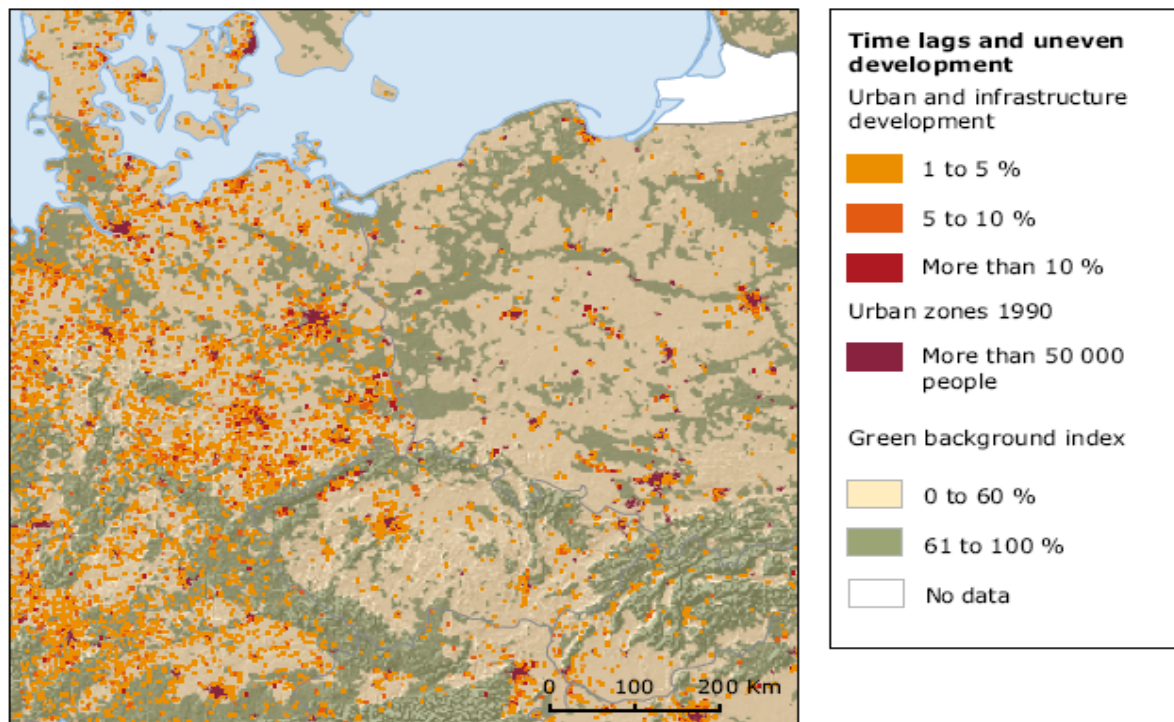 Time lags and uneven
development
Urban and infrastructure
development
1 to 5 %
5 to 10 %
More than 10 %
Urban zones 1990
More than 50 000
people
Green background index
0 to 60 %
61 to 100 %
No data
0 100 200 Km